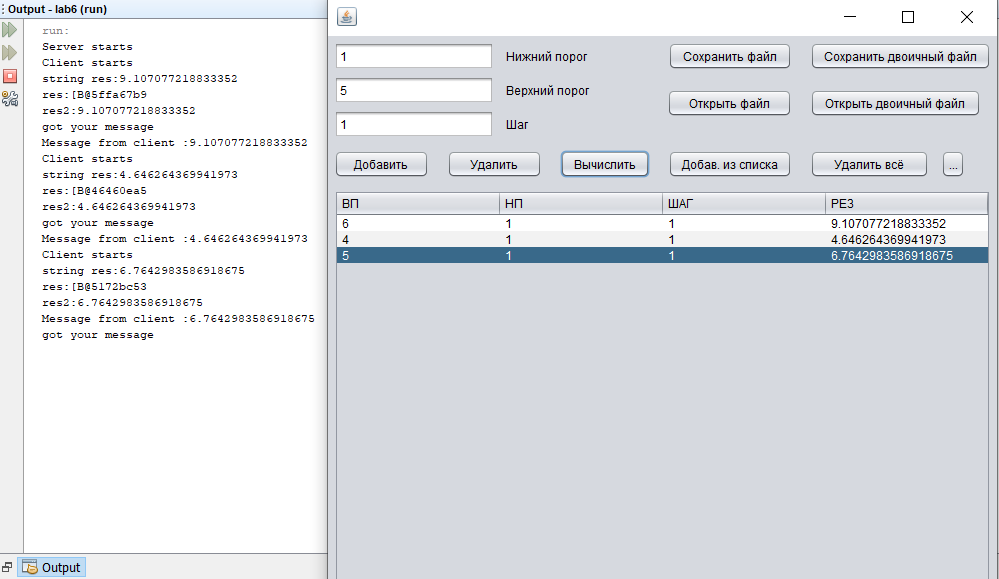 Output - lab6 (run)
run:
Server starts
Client starts
string res:9.107077218833352
res:[B@5ffa67b9
res2:9.107077218833352
got your message
Message from client :9.107077218833352
Client starts
string res:4.646264369941973
res:[B@46460ea5
res2:4.646264369941973
got your message
Message from client :4.646264369941973
Client starts
string res:6.7642983586918675
res:[B@5172bc53
res2:6.7642983586918675
Message from client :6.7642983586918675
got your message
Output
1 Нижний порог Сохранить файл Сохранить двоичный файл
5 Верхний порог Открыть файл Открыть двоичный файл
1 Шаг
Добавить Удалить Вычислить Добав. из списка Удалить всё ...
ВП НП ШАГ РЕЗ
6 1 1 9.107077218833352
4 1 1 4.646264369941973
5 1 1 6.7642983586918675